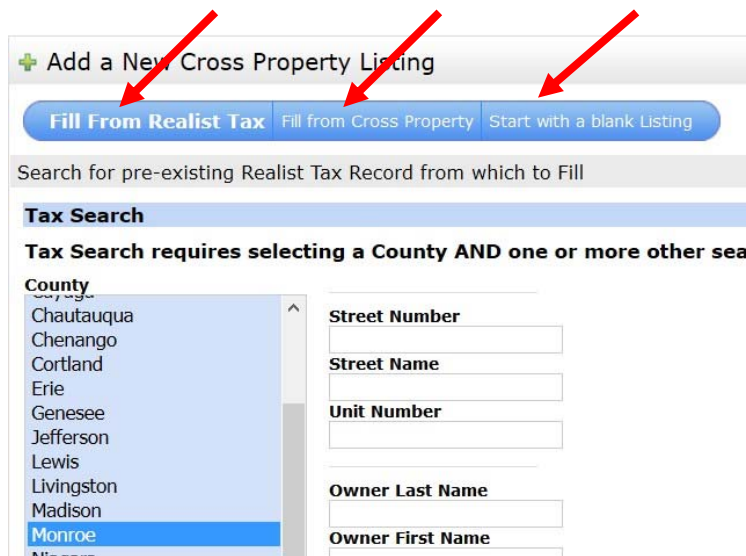 Add a New Cross Property Listing
Fill From Realist Tax Fill from Cross Property Start with a blank Listing
Search for pre-existing Realist Tax Record from which to Fill
Tax Search
Tax Search requires selecting a County AND one or more other sea
County
Chautauqua
Chenango
Cortland
Erie
Genesee
Jefferson
Lewis
Livingston
Madison
Monroe
Street Number
Street Name
Unit Number
Owner Last Name
Owner First Name